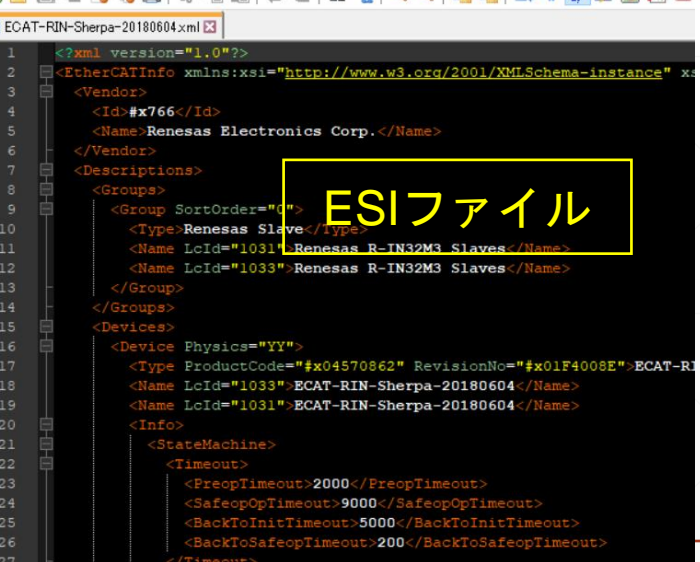 ECAT-RIN-Sherpa-20180604.xml
1 <?xml version="1.0"?>
2 <EtherCATInfo xmlns:xsi="http://www.w3.org/2001/XMLSchema-instance"
3 <Vendor>
4 <Id>#x766</Id>
5 <Name>Renesas Electronics Corp.</Name>
6 </Vendor>
7 <Descriptions>
8 <Groups>
9 <Group SortOrder="0">
10 <Type>Renesas Slave</Type>
11 <Name LcId="1031">Renesas R-IN32M3 Slaves</Name>
12 <Name LcId="1033">Renesas R-IN32M3 Slaves</Name>
13 </Group>
14 </Groups>
15 <Devices>
16 <Device Physics="YY">
17 <Type ProductCode="#x04570862" RevisionNo="#x01F4008E">ECAT-RI
18 <Name LcId="1033">ECAT-RIN-Sherpa-20180604</Name>
19 <Name LcId="1031">ECAT-RIN-Sherpa-20180604</Name>
20 <Info>
21 <StateMachine>
22 <Timeout>
23 <PreopTimeout>2000</PreopTimeout>
24 <SafeopOpTimeout>9000</SafeopOpTimeout>
25 <BackToInitTimeout>5000</BackToInitTimeout>
26 <BackToSafeopTimeout>200</BackToSafeopTimeout>
27 </Timeout>
ESIファイル